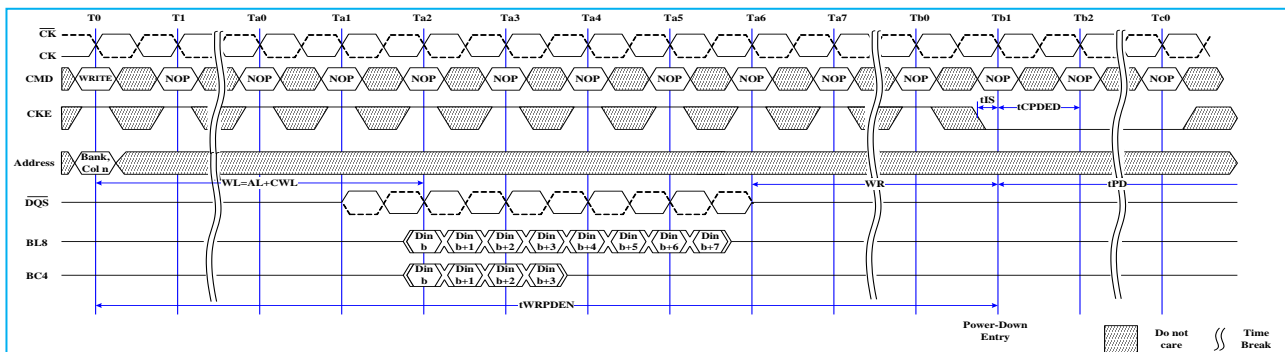 T0 T1 Ta0 Ta1 Ta2 Ta3 Ta4 Ta5 Ta6 Ta7 Tb0 Tb1 Tb2 Tc0
CK
CK
CMD WRITE NOP NOP NOP NOP NOP NOP NOP NOP NOP NOP NOP NOP NOP
tIS tCPDED
CKE
Address Bank, Col n
WL=AL+CWL WR tPD
DQS
BL8 Din b Din b+1 Din b+2 Din b+3 Din b+4 Din b+5 Din b+6 Din b+7
BC4 Din b Din b+1 Din b+2 Din b+3
tWRPDEN
Power-Down
Entry
Do not
care
Time
Break